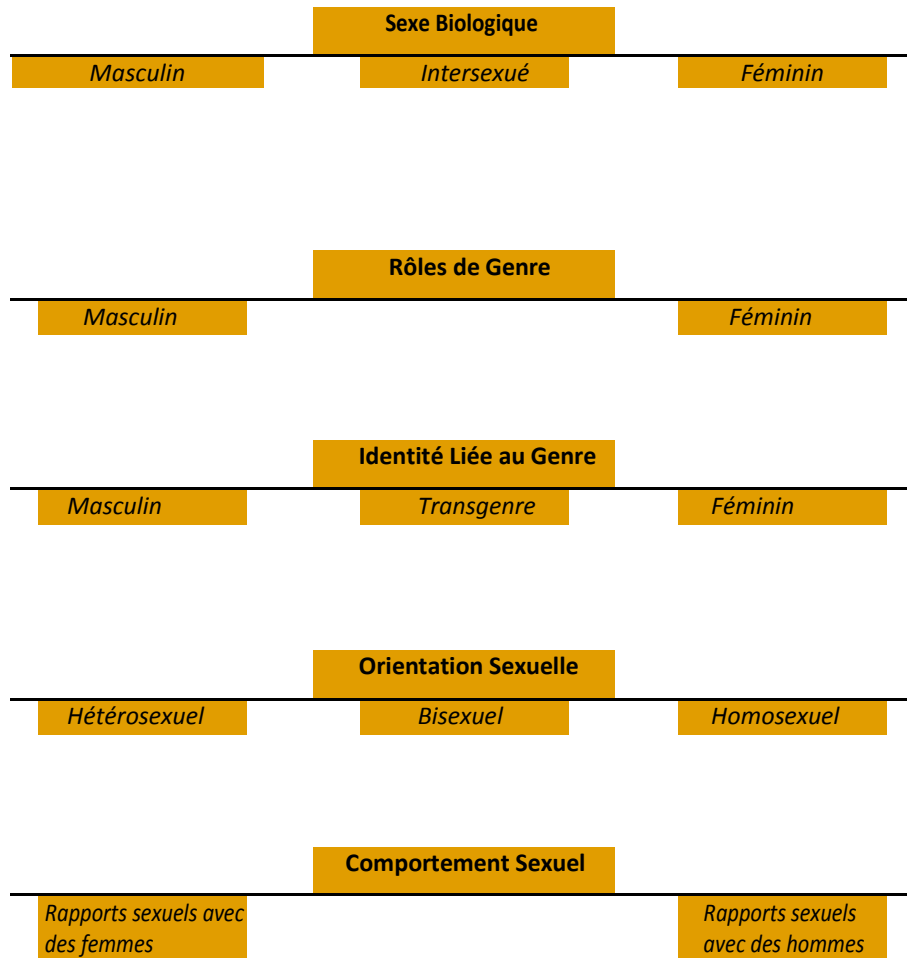 Sexe Biologique
Masculin Intersexué Féminin
Rôles de Genre
Masculin Féminin
Identité Liée au Genre
Masculin Transgenre Féminin
Orientation Sexuelle
Hétérosexuel Bisexuel Homosexuel
Comportement Sexuel
Rapports sexuels avec
des femmes
Rapports sexuels
avec des hommes